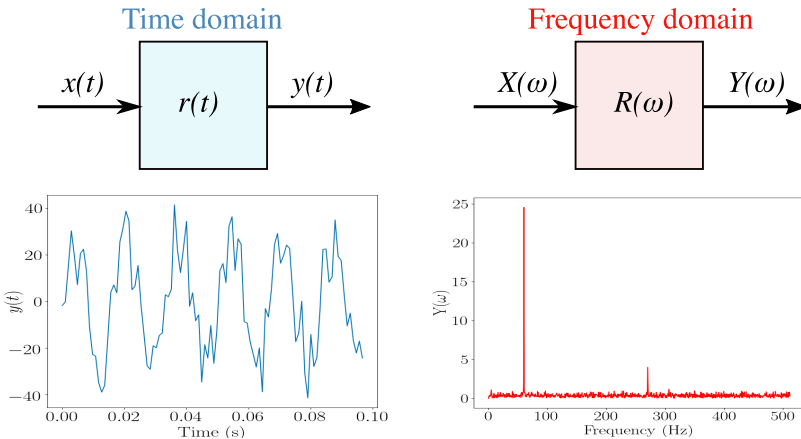 Time domain
x(t)
r(t)
y(t)
40
20
0
−20
−40
y(t)
0.00 0.02 0.04 0.06 0.08 0.10
Time (s)
Frequency domain
X(ω)
R(ω)
Y(ω)
25
20
15
10
5
0
Y(ω)
0 100 200 300 400 500
Frequency (Hz)